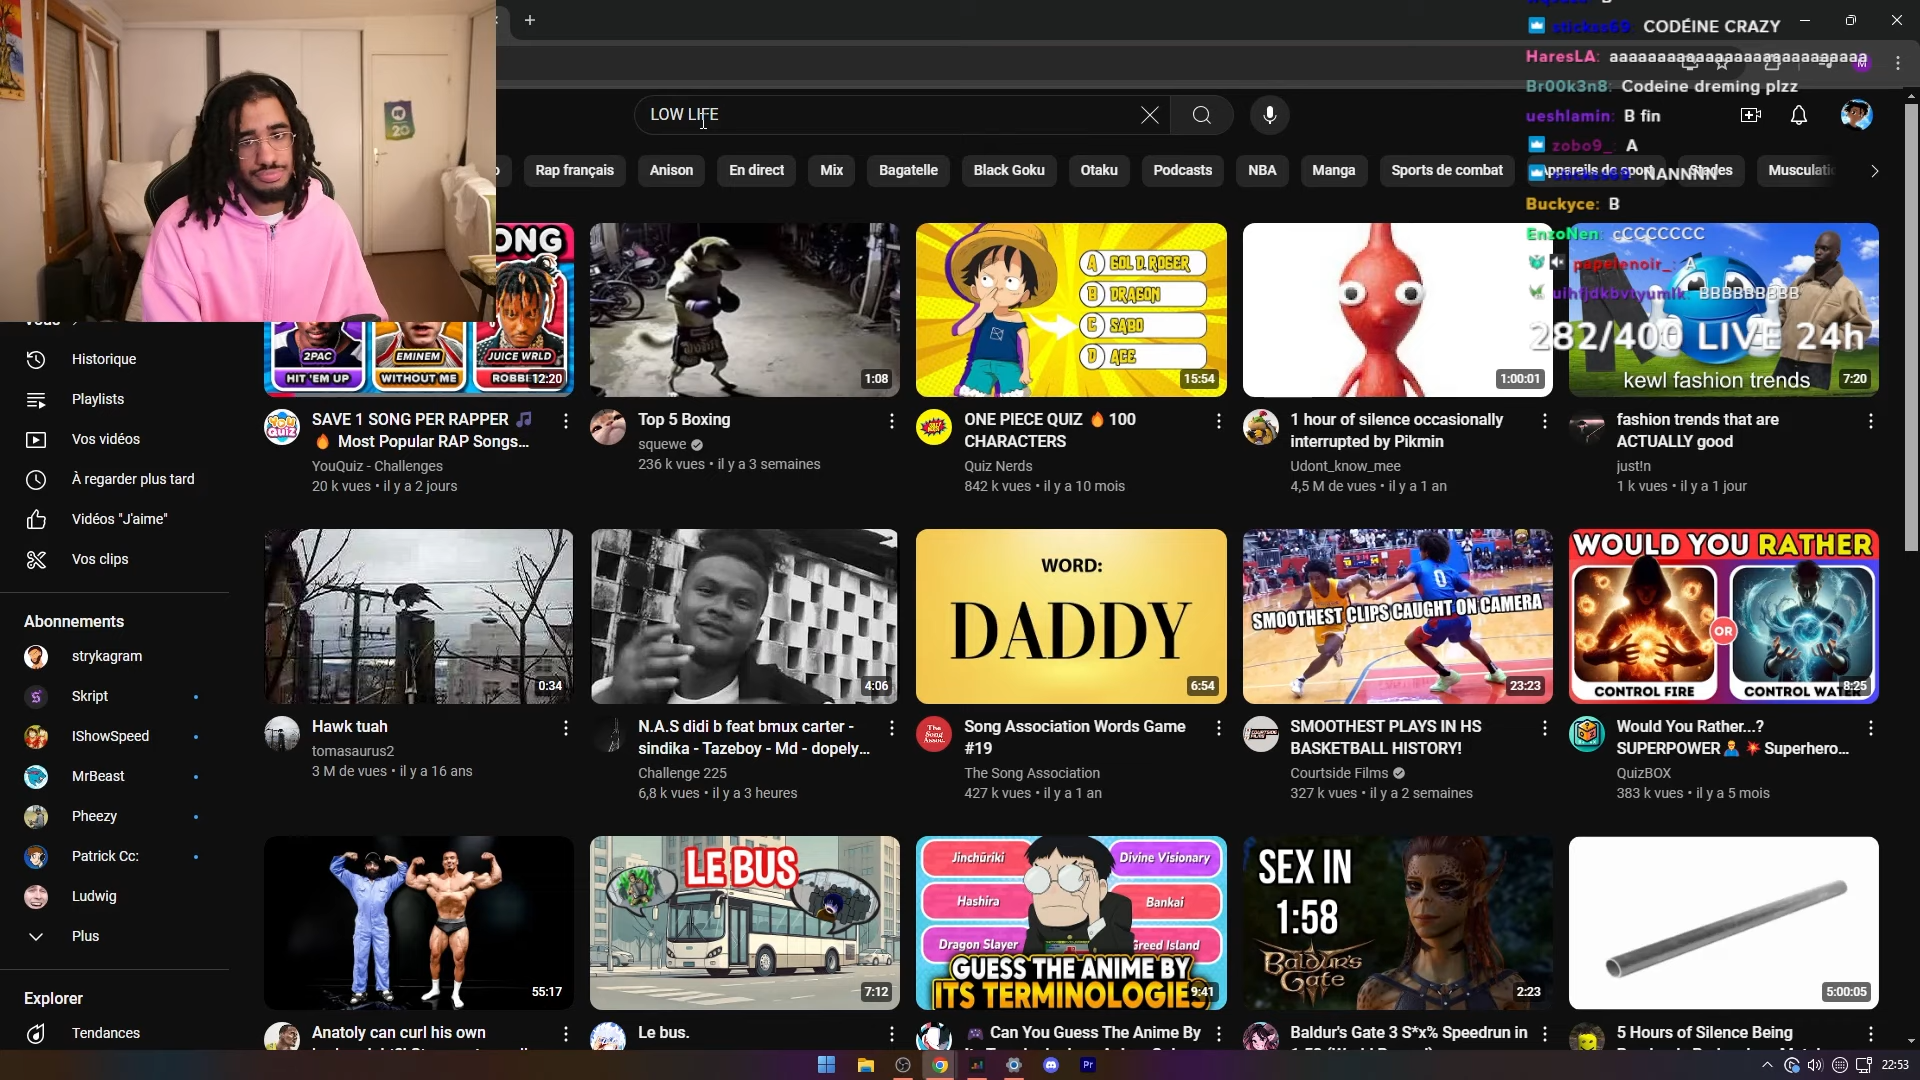 CODÉINE CRAZY
HaresLA: aaaaaaaaaaaaaaaaaaaaaaaaaaa
Br00k3n8: Codeine dreming plzz
ueshlamin: B fin
zobo9_: A
NANNNN
Buckyce: B
EnzoNen: cCCCCCCC
papelenoir_: A
BBBBBBBBB
282/400 LIVE 24h
LOW LIFE
Rap français
Anison
En direct
Mix
Bagatelle
Black Goku
Otaku
Podcasts
NBA
Manga
Sports de combat
Appareils de sport
Stades
Musculatic
Historique
Playlists
Vos vidéos
À regarder plus tard
Vidéos "J'aime"
Vos clips
Abonnements
strykagram
Skript
IShowSpeed
MrBeast
Pheezy
Patrick Cc:
Ludwig
Plus
Explorer
Tendances
ONG
2PAC
EMINEM
JUICE WRLD
HIT 'EM UP
WITHOUT ME
ROBBE
12:20
SAVE 1 SONG PER RAPPER 🎵
🔥 Most Popular RAP Songs...
YouQuiz - Challenges
20 k vues • il y a 2 jours
1:08
Top 5 Boxing
squewe
236 k vues • il y a 3 semaines
A GOL D. ROGER
B DRAGON
C SABO
D ACE
15:54
ONE PIECE QUIZ 🔥 100
CHARACTERS
Quiz Nerds
842 k vues • il y a 10 mois
1:00:01
1 hour of silence occasionally
interrupted by Pikmin
Udont_know_mee
4,5 M de vues • il y a 1 an
kewl fashion trends
7:20
fashion trends that are
ACTUALLY good
just!n
1 k vues • il y a 1 jour
0:34
Hawk tuah
tomasaurus2
3 M de vues • il y a 16 ans
4:06
N.A.S didi b feat bmux carter -
sindika - Tazeboy - Md - dopely...
Challenge 225
6,8 k vues • il y a 3 heures
WORD:
DADDY
6:54
Song Association Words Game
#19
The Song Association
427 k vues • il y a 1 an
SMOOTHEST CLIPS CAUGHT ON CAMERA
23:23
SMOOTHEST PLAYS IN HS
BASKETBALL HISTORY!
Courtside Films
327 k vues • il y a 2 semaines
WOULD YOU RATHER
OR
CONTROL FIRE
CONTROL WATER
8:25
Would You Rather...?
SUPERPOWER🦸‍♂️ 💥 Superhero...
QuizBOX
383 k vues • il y a 5 mois
55:17
Anatoly can curl his own
LE BUS
7:12
Le bus.
Jinchūriki
Divine Visionary
Hashira
Bankai
Dragon Slayer
Greed Island
GUESS THE ANIME BY
ITS TERMINOLOGIES
9:41
🎮 Can You Guess The Anime By
SEX IN
1:58
Baldur's
Gate
2:23
Baldur's Gate 3 S*x% Speedrun in
5:00:05
5 Hours of Silence Being
Pr
22:53